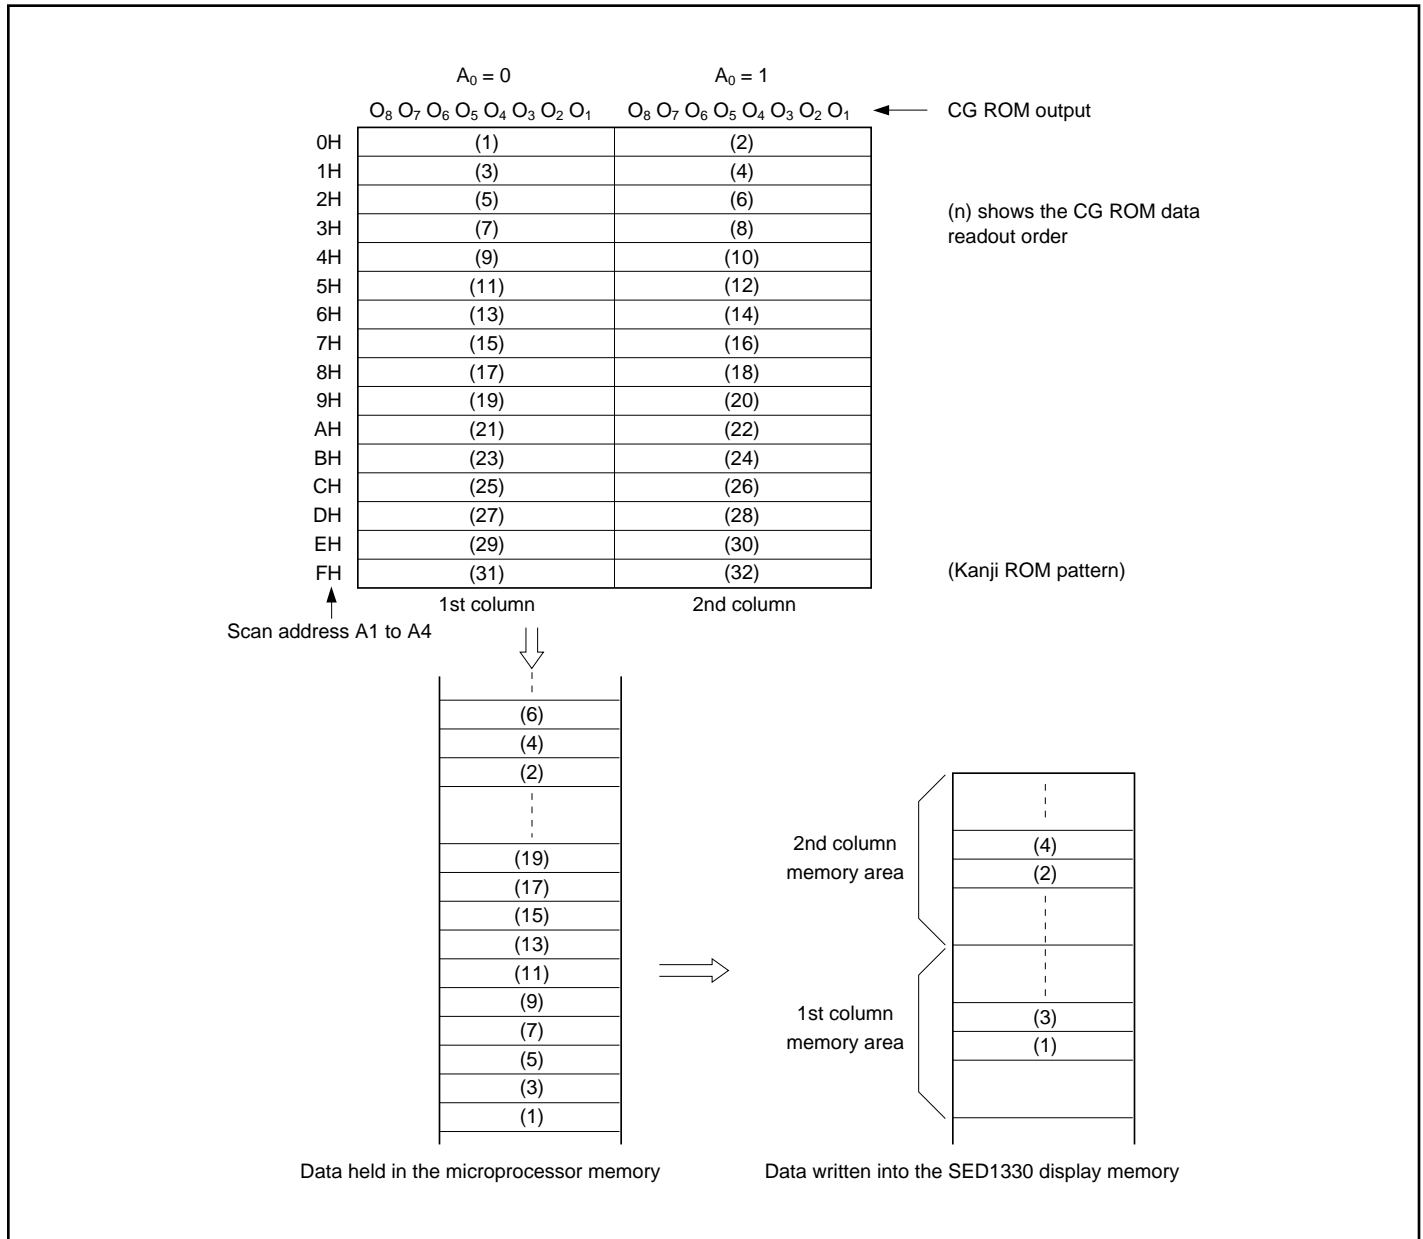 A₀ = 0 A₀ = 1
O₈ O₇ O₆ O₅ O₄ O₃ O₂ O₁ O₈ O₇ O₆ O₅ O₄ O₃ O₂ O₁ CG ROM output
0H (1) (2)
1H (3) (4)
2H (5) (6)
(n) shows the CG ROM data
3H (7) (8)
readout order
4H (9) (10)
5H (11) (12)
6H (13) (14)
7H (15) (16)
8H (17) (18)
9H (19) (20)
AH (21) (22)
BH (23) (24)
CH (25) (26)
DH (27) (28)
EH (29) (30)
FH (31) (32) (Kanji ROM pattern)
1st column 2nd column
Scan address A1 to A4
(6)
(4)
(2)
(19)
(17)
(15)
(13)
(11)
(9)
(7)
(5)
(3)
(1)
Data held in the microprocessor memory
2nd column
memory area
(4)
(2)
1st column
memory area
(3)
(1)
Data written into the SED1330 display memory